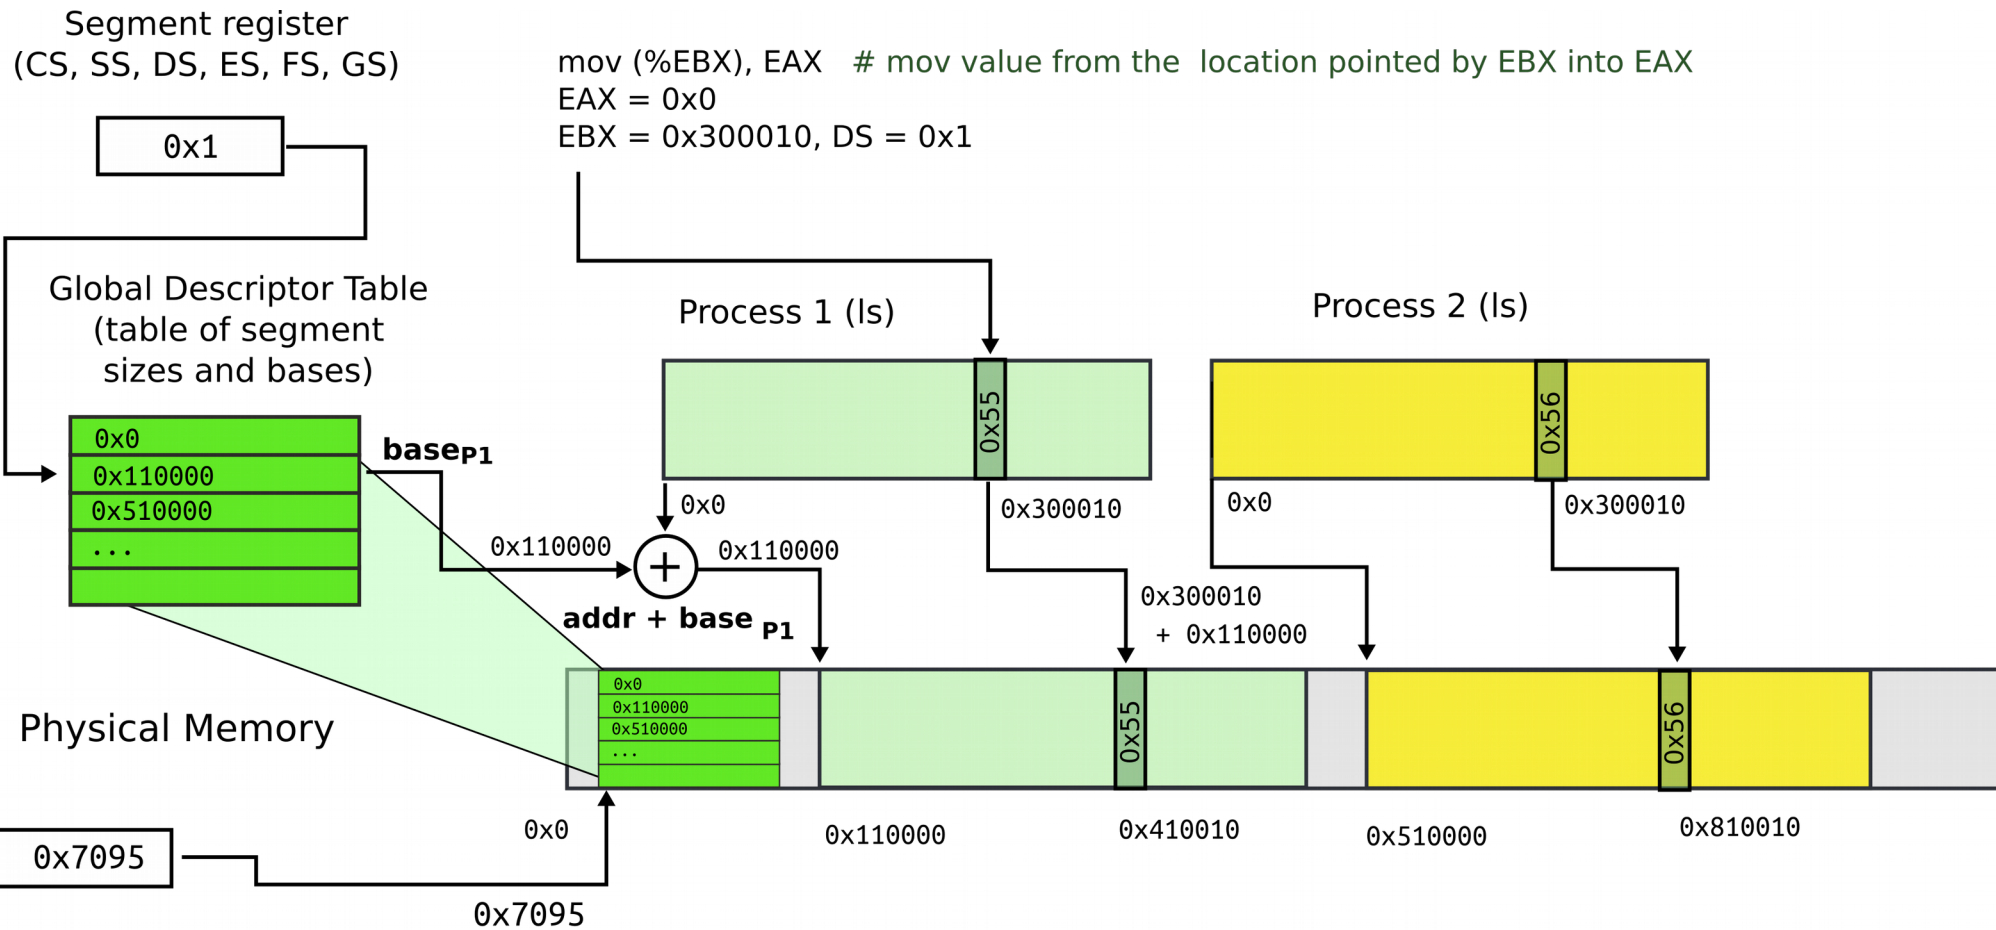 Segment register
(CS, SS, DS, ES, FS, GS)
0x1
mov (%EBX), EAX # mov value from the location pointed by EBX into EAX
EAX = 0x0
EBX = 0x300010, DS = 0x1
Global Descriptor Table
(table of segment
sizes and bases)
0x0
0x110000
0x510000
...
base P1
Process 1 (ls)
0x55
Process 2 (ls)
0x56
0x0
0x300010
0x0
0x300010
0x110000
+
0x110000
addr + base P1
0x300010
+ 0x110000
Physical Memory
0x0
0x110000
0x510000
...
0x55
0x56
0x0
0x110000
0x410010
0x510000
0x810010
0x7095
0x7095